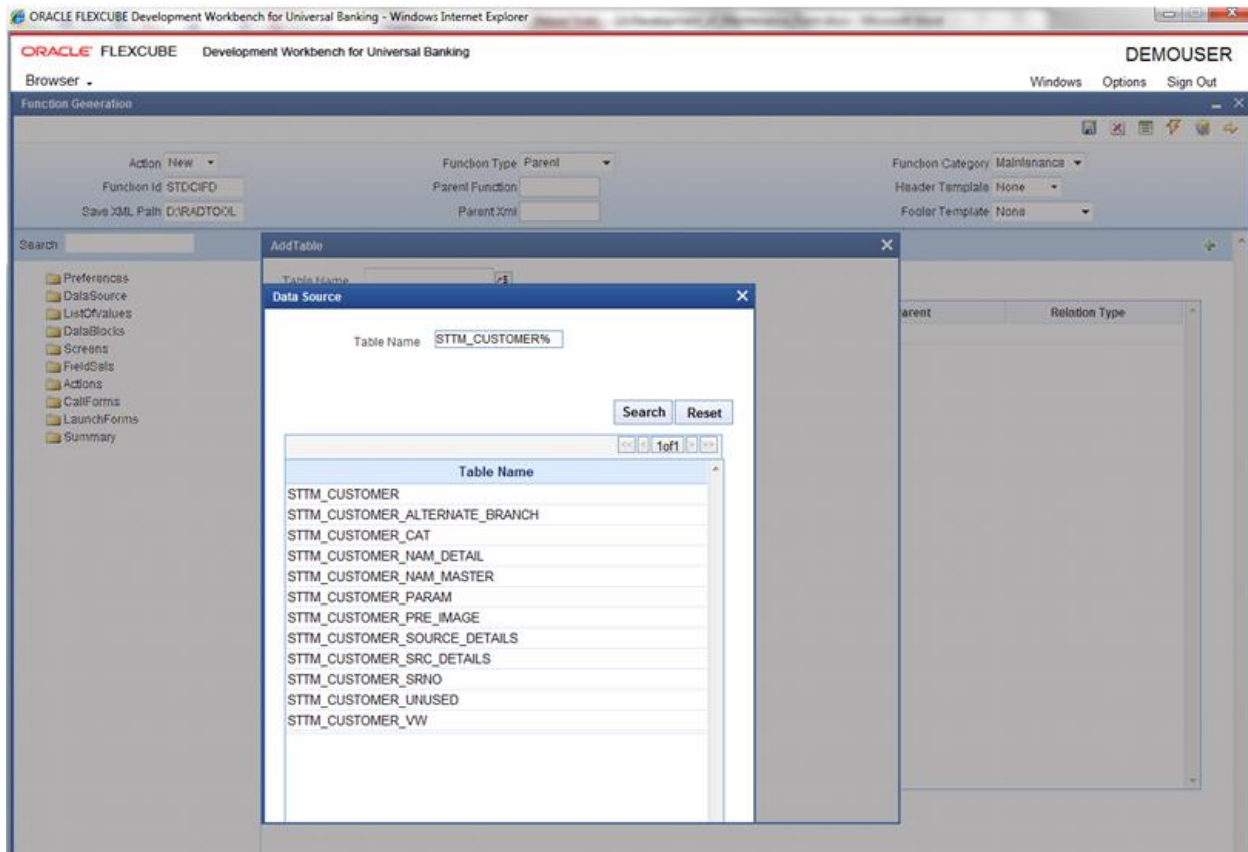 ORACLE FLEXCUBE Development Workbench for Universal Banking - Windows Internet Explorer
ORACLE FLEXCUBE Development Workbench for Universal Banking
DEMOUSER
Browser
Windows Options Sign Out
Function Generation
Action New Function Type Parent Function Category Maintenance
Function Id STDCIFD Parent Function Header Template None
Save XML Path D:\RADTOOL Parent Xml Footer Template None
Search
AddTable
Preferences
DataSource
ListOfValues
DataBlocks
Screens
FieldSets
Actions
CallForms
LaunchForms
Summary
Table Name
Data Source
arent Relation Type
Table Name STTM_CUSTOMER%
Search Reset
<< < 1of1 > >>
Table Name
STTM_CUSTOMER
STTM_CUSTOMER_ALTERNATE_BRANCH
STTM_CUSTOMER_CAT
STTM_CUSTOMER_NAM_DETAIL
STTM_CUSTOMER_NAM_MASTER
STTM_CUSTOMER_PARAM
STTM_CUSTOMER_PRE_IMAGE
STTM_CUSTOMER_SOURCE_DETAILS
STTM_CUSTOMER_SRC_DETAILS
STTM_CUSTOMER_SRNO
STTM_CUSTOMER_UNUSED
STTM_CUSTOMER_VW